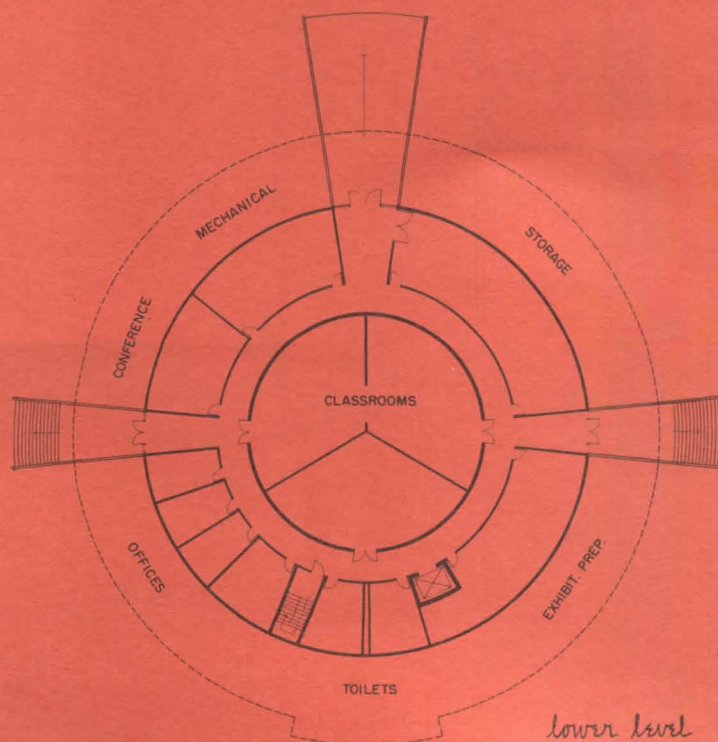 MECHANICAL
STORAGE
CONFERENCE
CLASSROOMS
OFFICES
EXHIBIT. PREP.
TOILETS
lower level